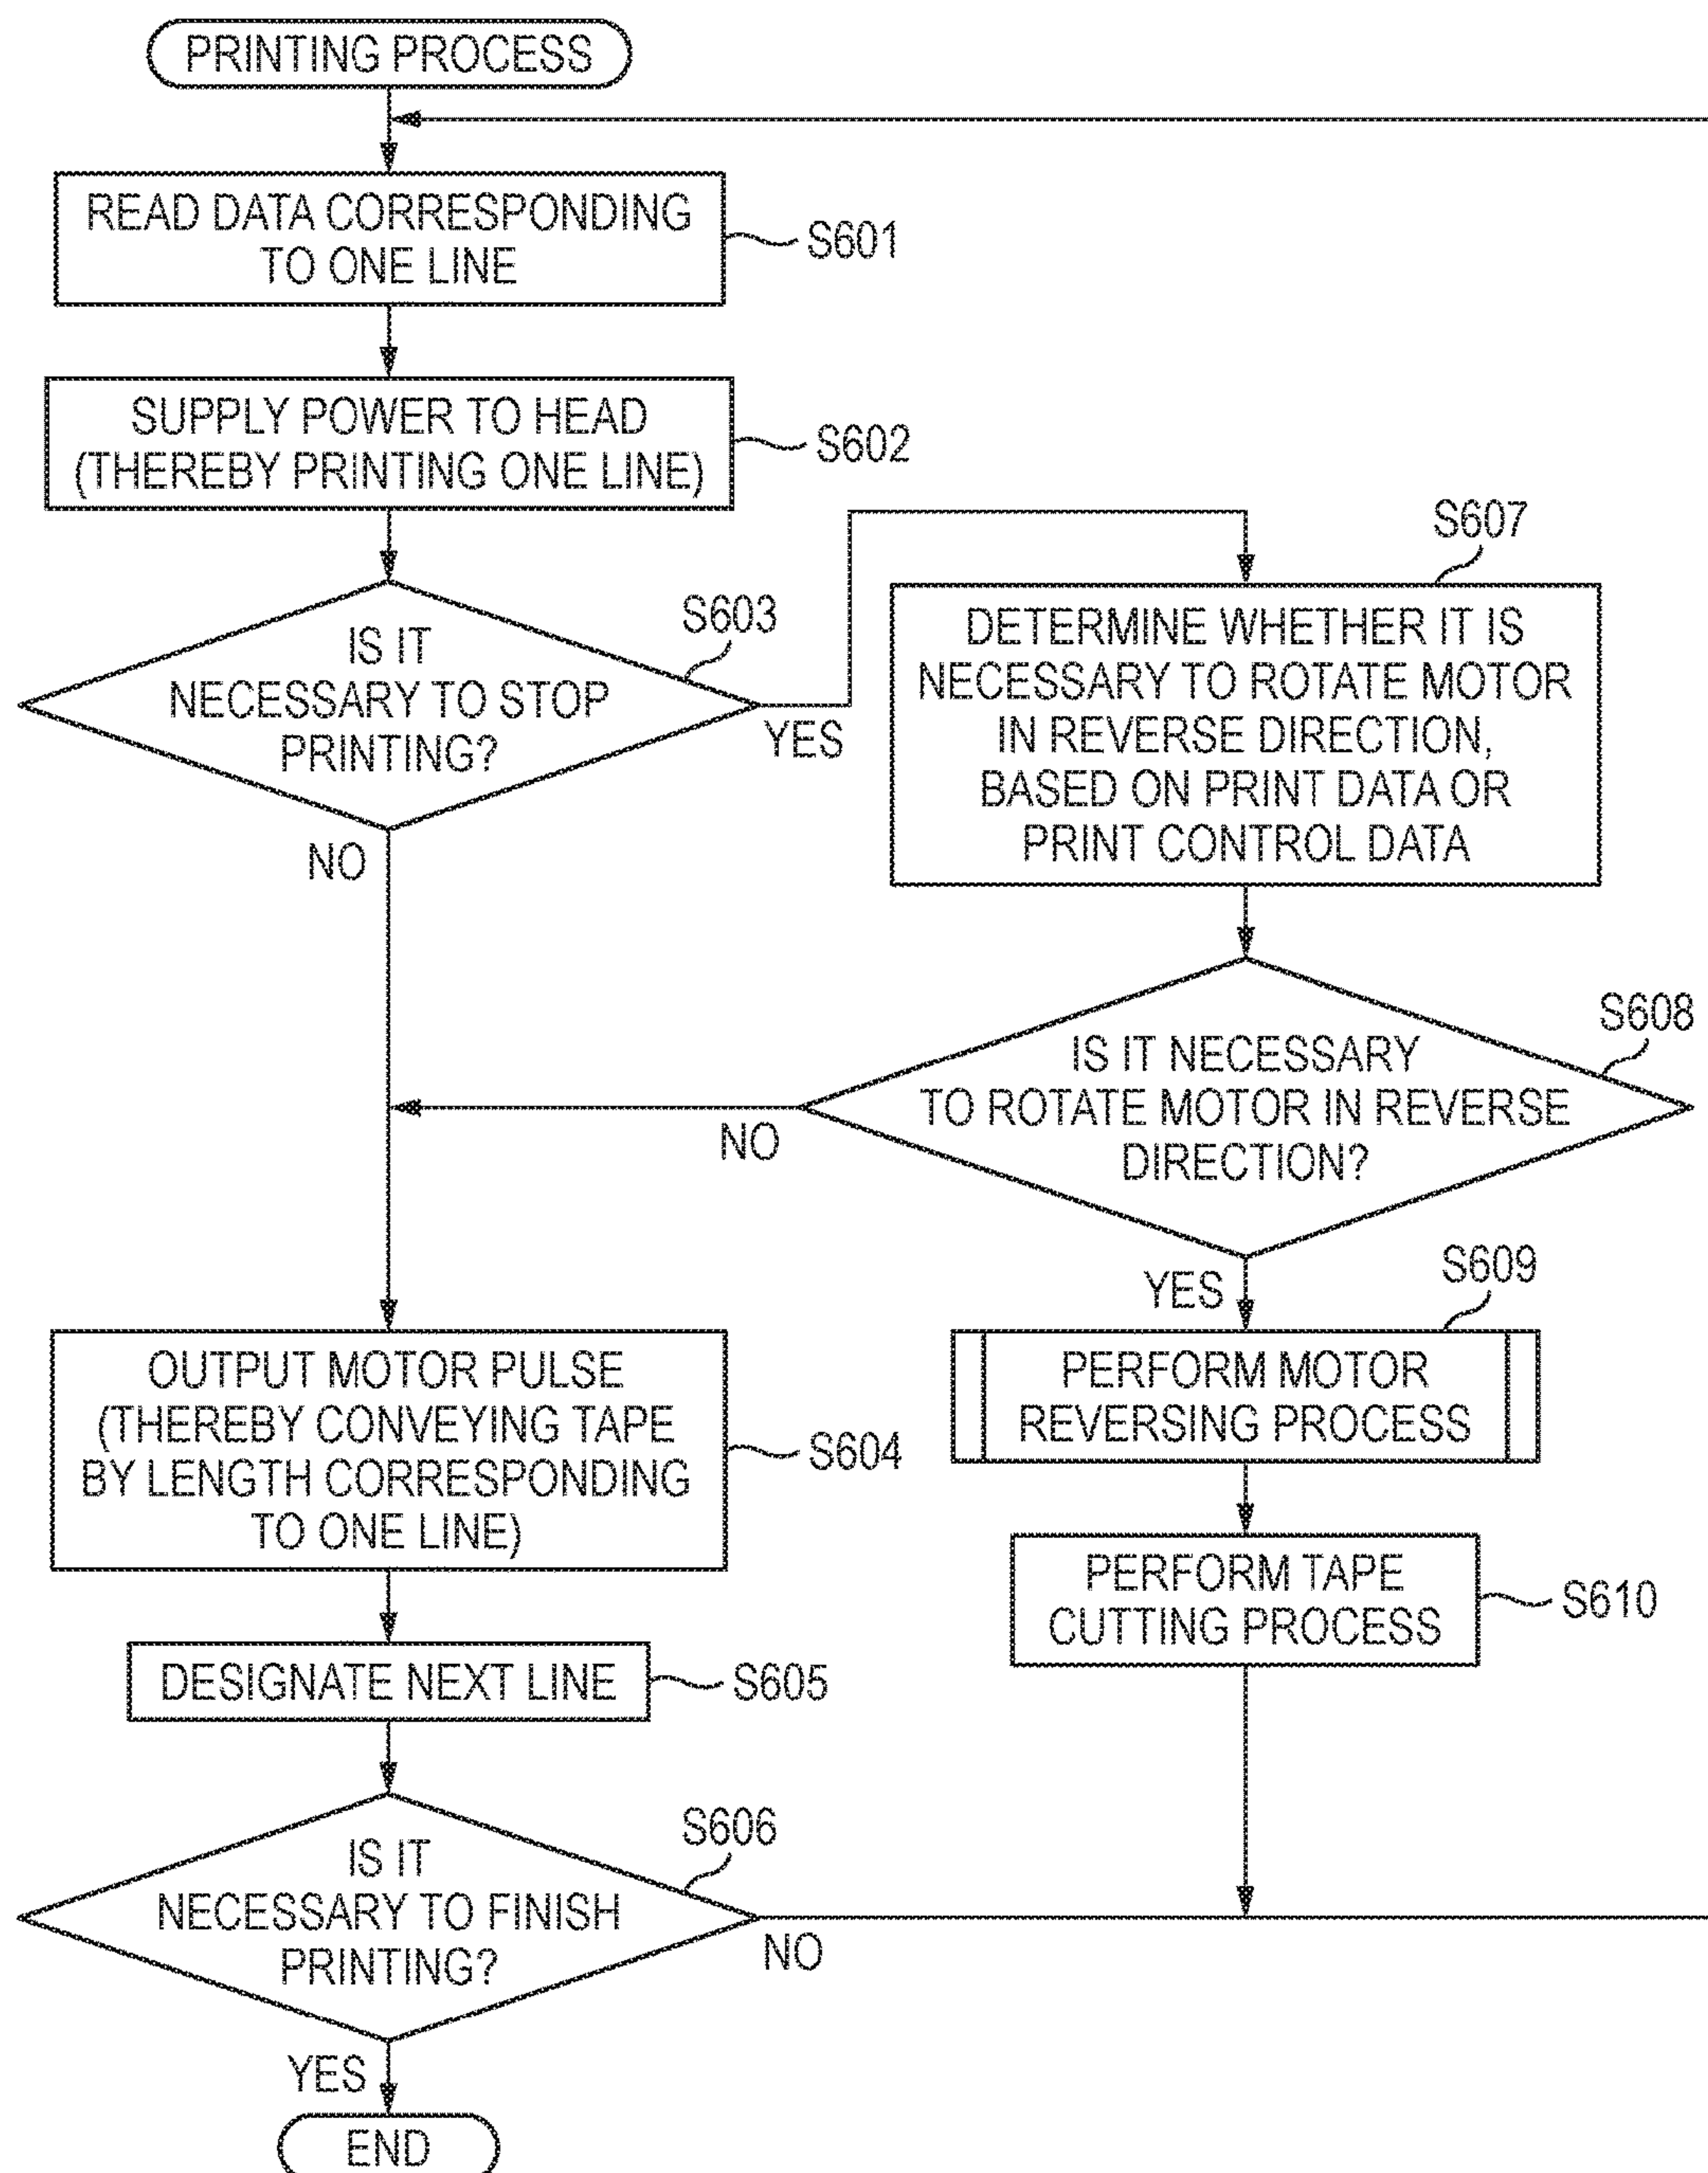 PRINTING PROCESS
READ DATA CORRESPONDING
TO ONE LINE
S601
SUPPLY POWER TO HEAD
(THEREBY PRINTING ONE LINE)
S602
IS IT
NECESSARY TO STOP
PRINTING?
S603
YES
NO
S607
DETERMINE WHETHER IT IS
NECESSARY TO ROTATE MOTOR
IN REVERSE DIRECTION,
BASED ON PRINT DATA OR
PRINT CONTROL DATA
S608
IS IT NECESSARY
TO ROTATE MOTOR IN REVERSE
DIRECTION?
NO
YES
S609
PERFORM MOTOR
REVERSING PROCESS
OUTPUT MOTOR PULSE
(THEREBY CONVEYING TAPE
BY LENGTH CORRESPONDING
TO ONE LINE)
S604
PERFORM TAPE
CUTTING PROCESS
S610
DESIGNATE NEXT LINE
S605
IS IT
NECESSARY TO FINISH
PRINTING?
S606
NO
YES
END